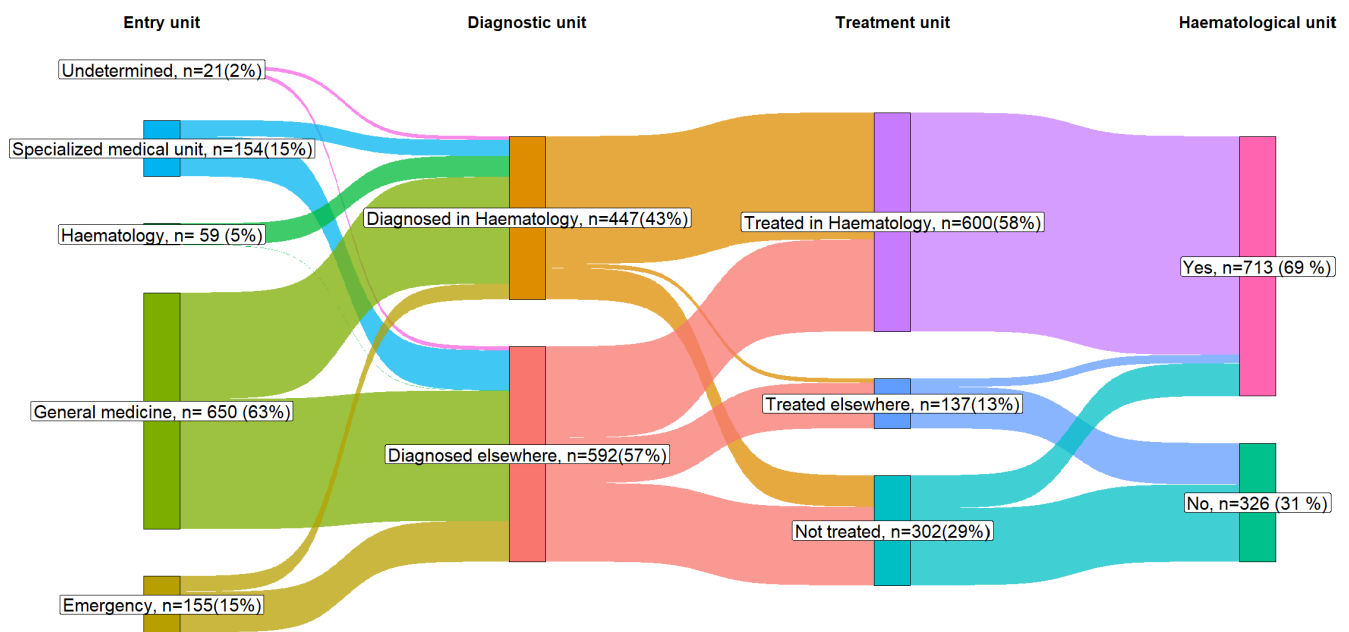 Entry unit
Diagnostic unit
Treatment unit
Haematological unit
Undetermined, n=21(2%)
Specialized medical unit, n=154(15%)
Haematology, n= 59 (5%)
General medicine, n= 650 (63%)
Emergency, n=155(15%)
Diagnosed in Haematology, n=447(43%)
Diagnosed elsewhere, n=592(57%)
Treated in Haematology, n=600(58%)
Treated elsewhere, n=137(13%)
Not treated, n=302(29%)
Yes, n=713 (69 %)
No, n=326 (31 %)